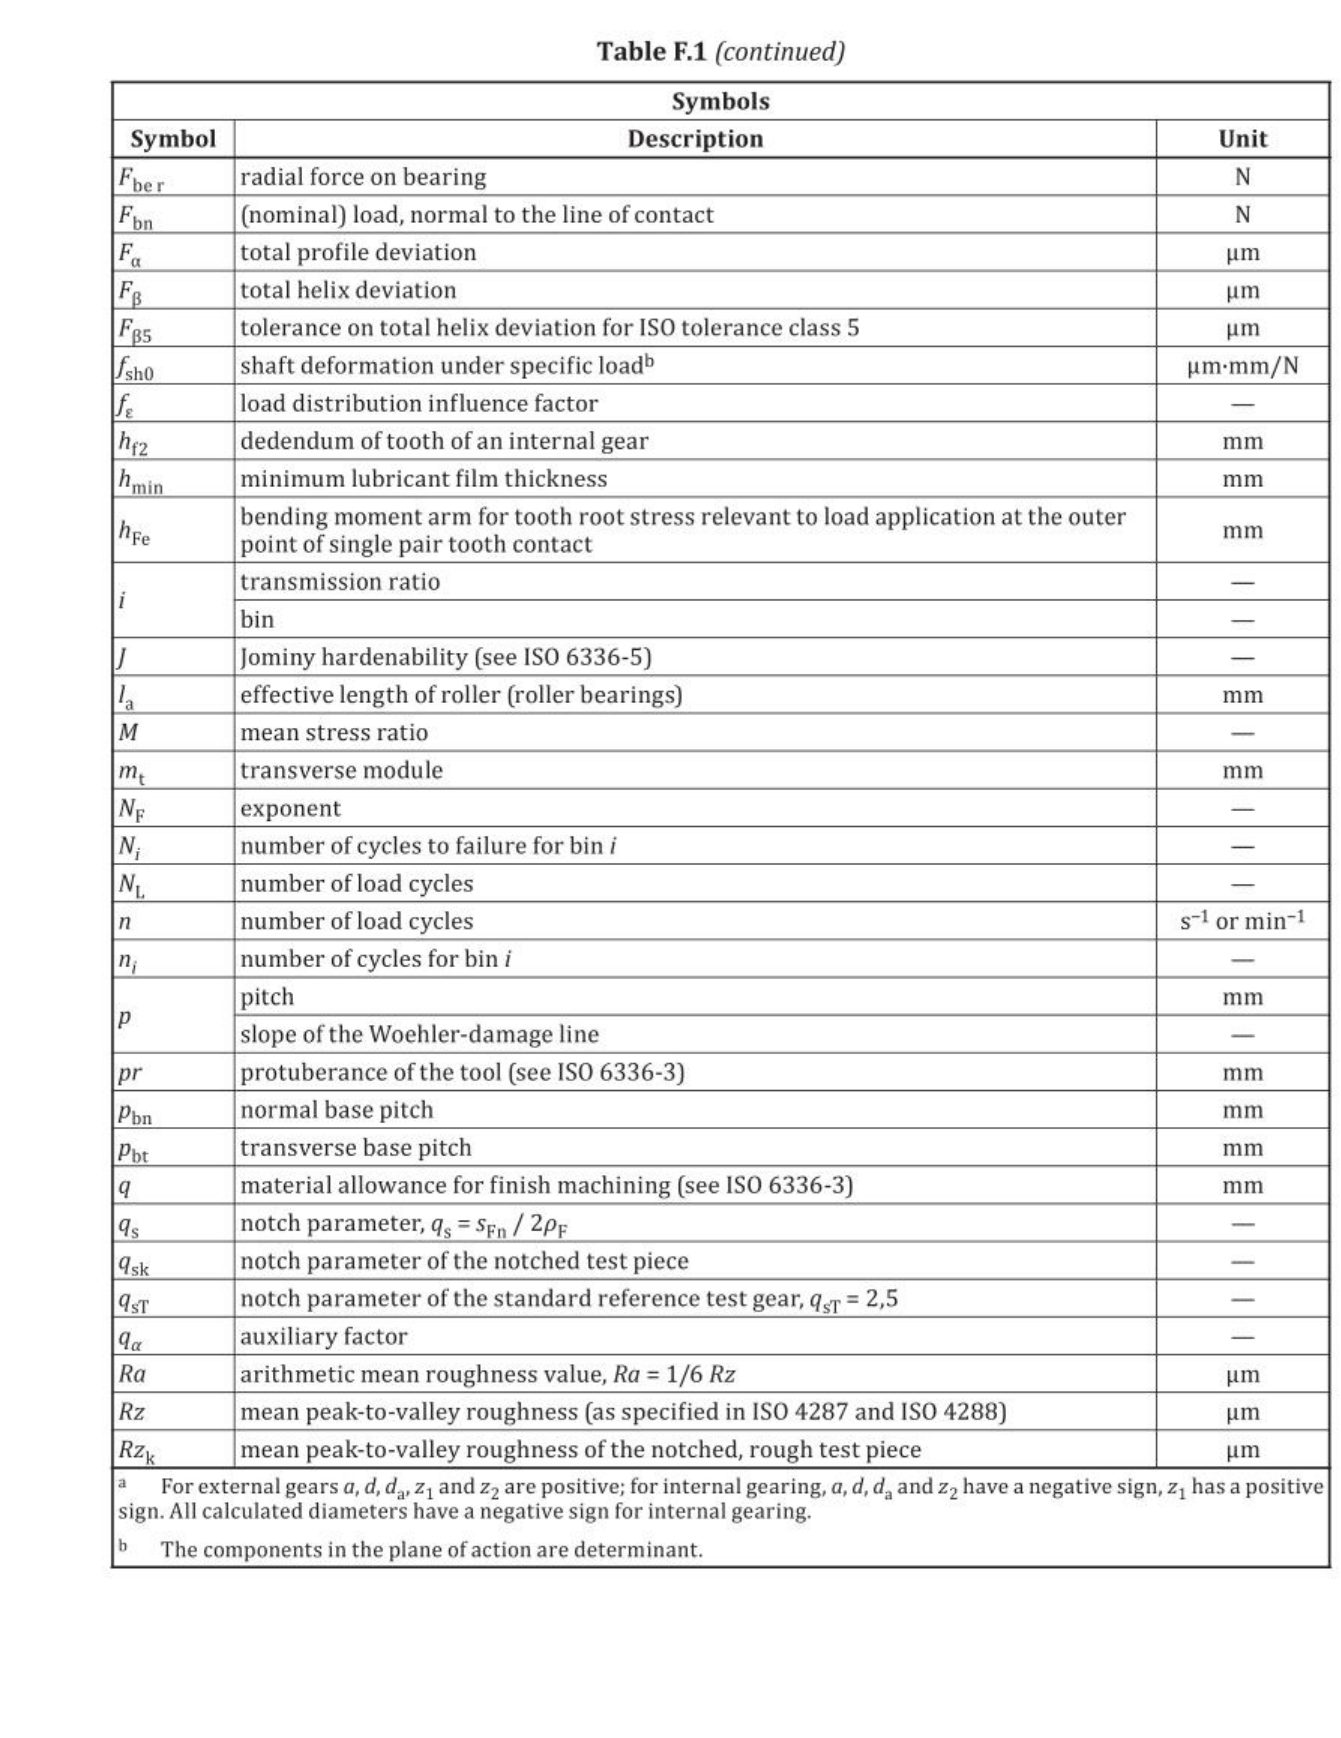 Table F.1 (continued)
Symbols
Symbol Description Unit
F_be r radial force on bearing N
F_bn (nominal) load, normal to the line of contact N
F_α total profile deviation μm
F_β total helix deviation μm
F_β5 tolerance on total helix deviation for ISO tolerance class 5 μm
f_sh0 shaft deformation under specific load^b μm·mm/N
f_ε load distribution influence factor —
h_f2 dedendum of tooth of an internal gear mm
h_min minimum lubricant film thickness mm
h_Fe bending moment arm for tooth root stress relevant to load application at the outer
point of single pair tooth contact mm
i transmission ratio —
bin —
J Jominy hardenability (see ISO 6336-5) —
l_a effective length of roller (roller bearings) mm
M mean stress ratio —
m_t transverse module mm
N_F exponent —
N_i number of cycles to failure for bin i —
N_L number of load cycles —
n number of load cycles s⁻¹ or min⁻¹
n_i number of cycles for bin i —
p pitch mm
slope of the Woehler-damage line —
pr protuberance of the tool (see ISO 6336-3) mm
p_bn normal base pitch mm
p_bt transverse base pitch mm
q material allowance for finish machining (see ISO 6336-3) mm
q_s notch parameter, q_s = s_Fn / 2ρ_F —
q_sk notch parameter of the notched test piece —
q_sT notch parameter of the standard reference test gear, q_sT = 2,5 —
q_α auxiliary factor —
Ra arithmetic mean roughness value, Ra = 1/6 Rz μm
Rz mean peak-to-valley roughness (as specified in ISO 4287 and ISO 4288) μm
Rz_k mean peak-to-valley roughness of the notched, rough test piece μm
a For external gears a, d, d_a, z_1 and z_2 are positive; for internal gearing, a, d, d_a and z_2 have a negative sign, z_1 has a positive
sign. All calculated diameters have a negative sign for internal gearing.
b The components in the plane of action are determinant.